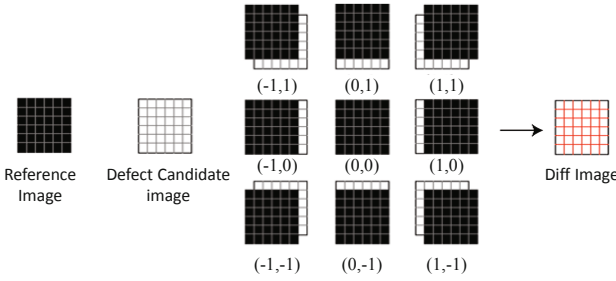 (-1,1) (0,1) (1,1)
Reference Image
Defect Candidate image
(-1,0) (0,0) (1,0)
Diff Image
(-1,-1) (0,-1) (1,-1)